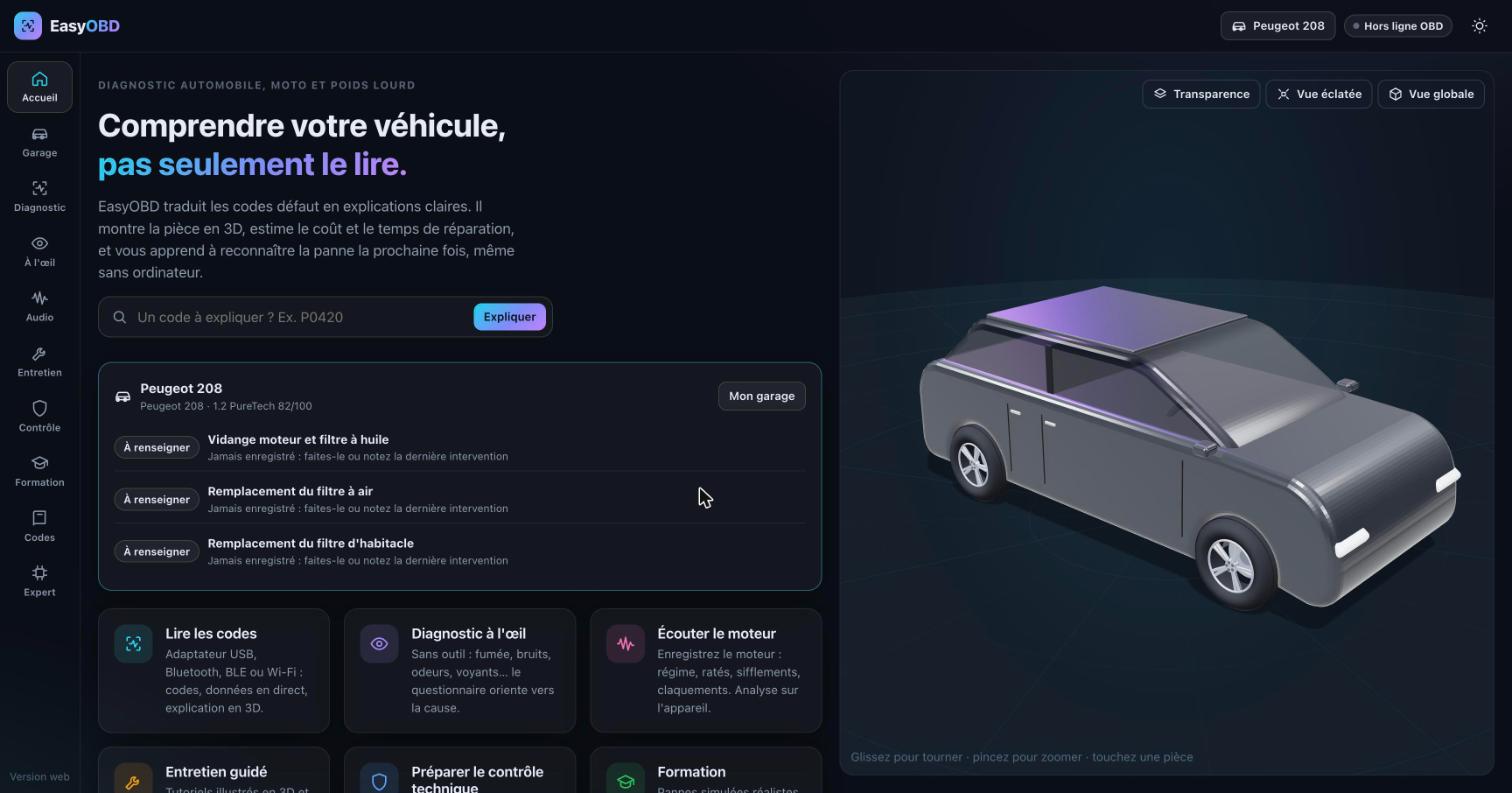 EasyOBD
Peugeot 208
Hors ligne OBD
Accueil
Garage
Diagnostic
À l'œil
Audio
Entretien
Contrôle
Formation
Codes
Expert
Version web
DIAGNOSTIC AUTOMOBILE, MOTO ET POIDS LOURD
Comprendre votre véhicule,
pas seulement le lire.
EasyOBD traduit les codes défaut en explications claires. Il
montre la pièce en 3D, estime le coût et le temps de réparation,
et vous apprend à reconnaître la panne la prochaine fois, même
sans ordinateur.
Un code à expliquer ? Ex. P0420
Expliquer
Peugeot 208
Peugeot 208 · 1.2 PureTech 82/100
Mon garage
À renseigner
Vidange moteur et filtre à huile
Jamais enregistré : faites-le ou notez la dernière intervention
À renseigner
Remplacement du filtre à air
Jamais enregistré : faites-le ou notez la dernière intervention
À renseigner
Remplacement du filtre d'habitacle
Jamais enregistré : faites-le ou notez la dernière intervention
Lire les codes
Adaptateur USB,
Bluetooth, BLE ou Wi-Fi :
codes, données en direct,
explication en 3D.
Diagnostic à l'œil
Sans outil : fumée, bruits,
odeurs, voyants... le
questionnaire oriente vers
la cause.
Écouter le moteur
Enregistrez le moteur :
régime, ratés, sifflements,
claquements. Analyse sur
l'appareil.
Entretien guidé
Tutoriels illustrés en 3D et
Préparer le contrôle
technique
Formation
Pannes simulées réalistes
Transparence
Vue éclatée
Vue globale
Glissez pour tourner · pincez pour zoomer · touchez une pièce